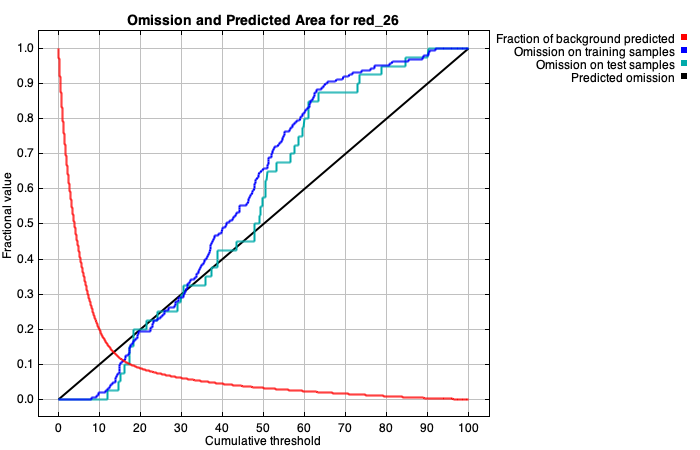 Omission and Predicted Area for red_26
Fraction of background predicted
Omission on training samples
Omission on test samples
Predicted omission
Fractional value
1.0
0.9
0.8
0.7
0.6
0.5
0.4
0.3
0.2
0.1
0.0
0 10 20 30 40 50 60 70 80 90 100
Cumulative threshold